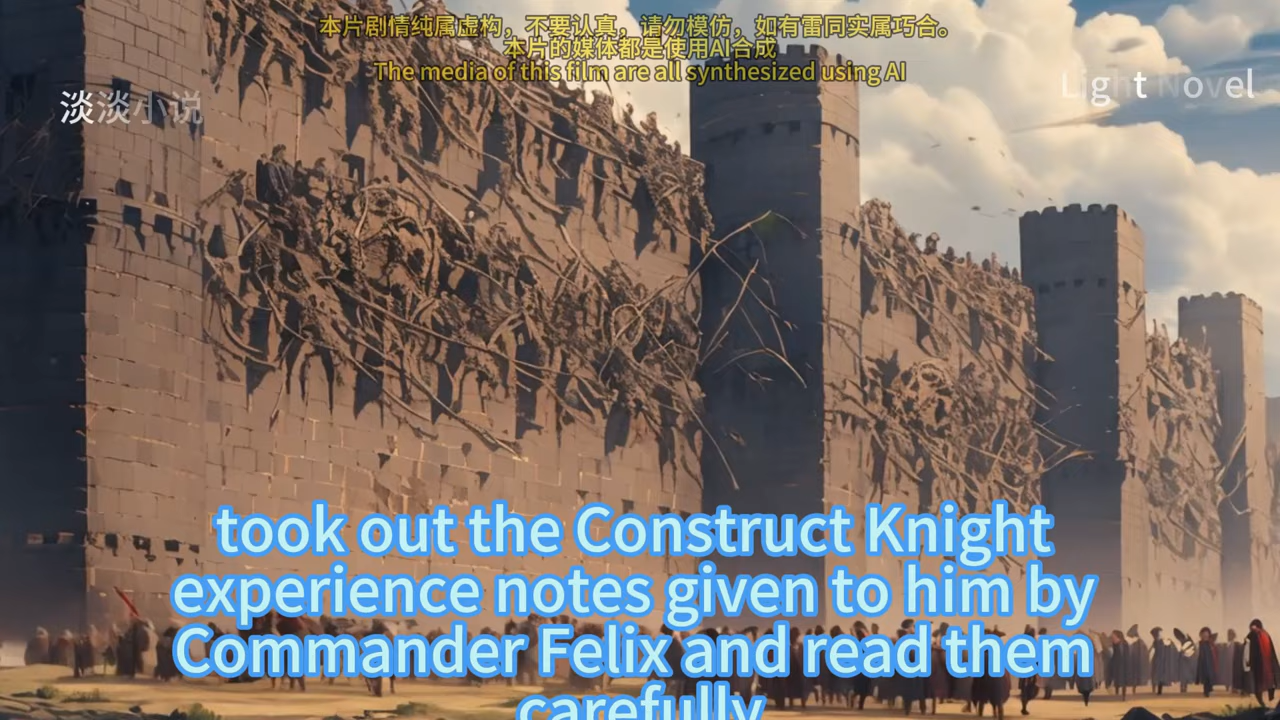 本片剧情纯属虚构，不要认真，请勿模仿，如有雷同实属巧合。
本片的媒体都是使用AI合成
The media of this film are all synthesized using AI
淡淡小说
Light Novel
took out the Construct Knight
experience notes given to him by
Commander Felix and read them
carefully